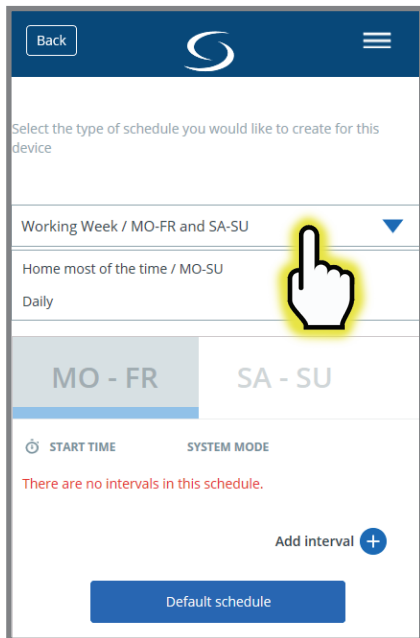 Back
Select the type of schedule you would like to create for this
device
Working Week / MO-FR and SA-SU
Home most of the time / MO-SU
Daily
MO - FR
SA - SU
START TIME
SYSTEM MODE
There are no intervals in this schedule.
Add interval
Default schedule